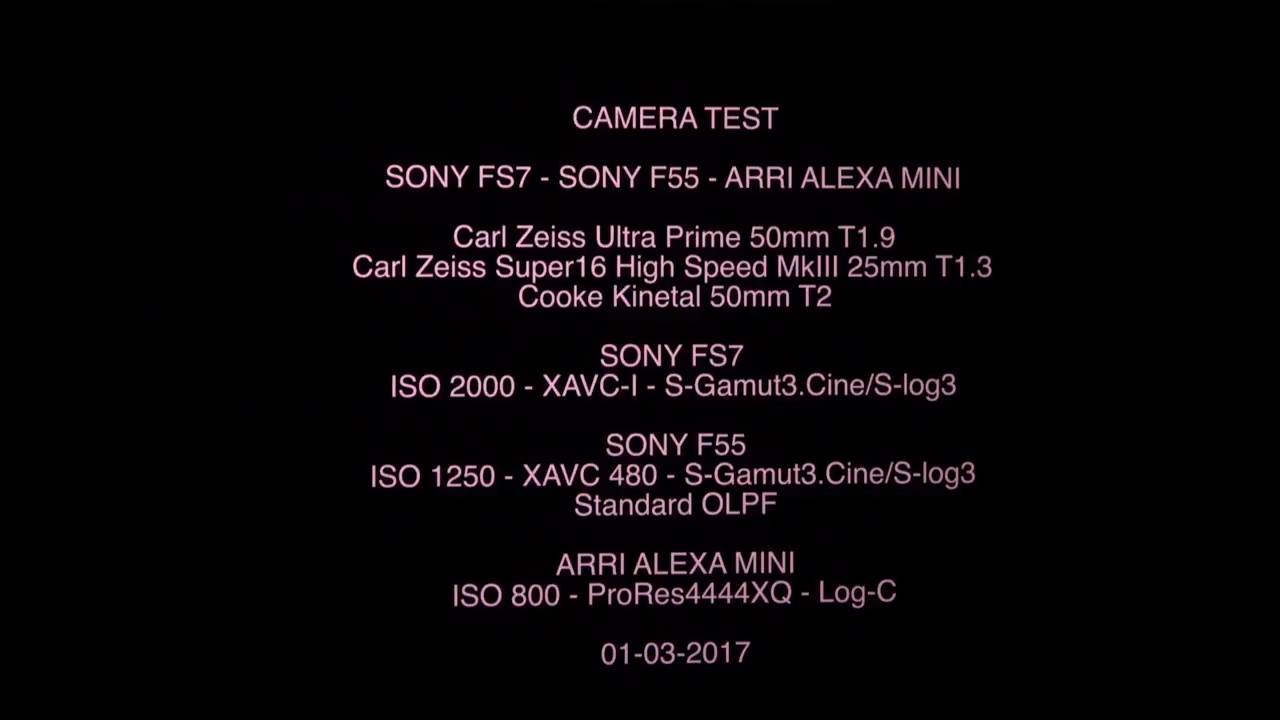 CAMERA TEST
SONY FS7 - SONY F55 - ARRI ALEXA MINI
Carl Zeiss Ultra Prime 50mm T1.9
Carl Zeiss Super16 High Speed MkIII 25mm T1.3
Cooke Kinetal 50mm T2
SONY FS7
ISO 2000 - XAVC-I - S-Gamut3.Cine/S-log3
SONY F55
ISO 1250 - XAVC 480 - S-Gamut3.Cine/S-log3
Standard OLPF
ARRI ALEXA MINI
ISO 800 - ProRes4444XQ - Log-C
01-03-2017